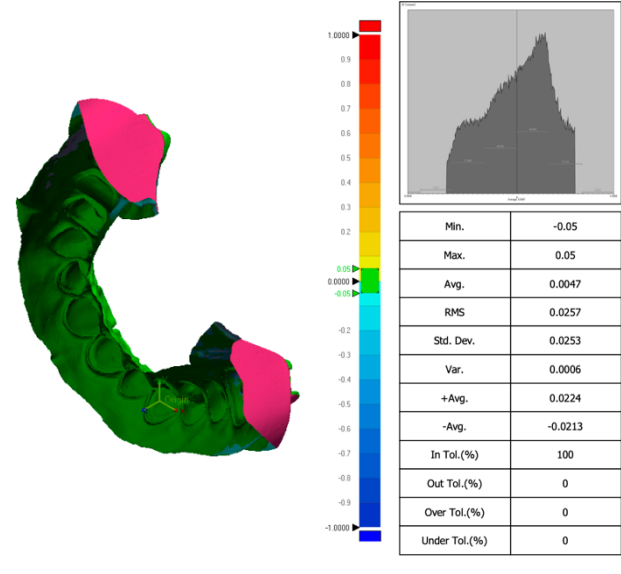 1.0000
0.9
0.8
0.7
0.6
0.5
0.4
0.3
0.2
0.05
0.0000
-0.05
-0.2
-0.3
-0.4
-0.5
-0.6
-0.7
-0.8
-0.9
-1.0000
Origin
Min. -0.05
Max. 0.05
Avg. 0.0047
RMS 0.0257
Std. Dev. 0.0253
Var. 0.0006
+Avg. 0.0224
-Avg. -0.0213
In Tol.(%) 100
Out Tol.(%) 0
Over Tol.(%) 0
Under Tol.(%) 0